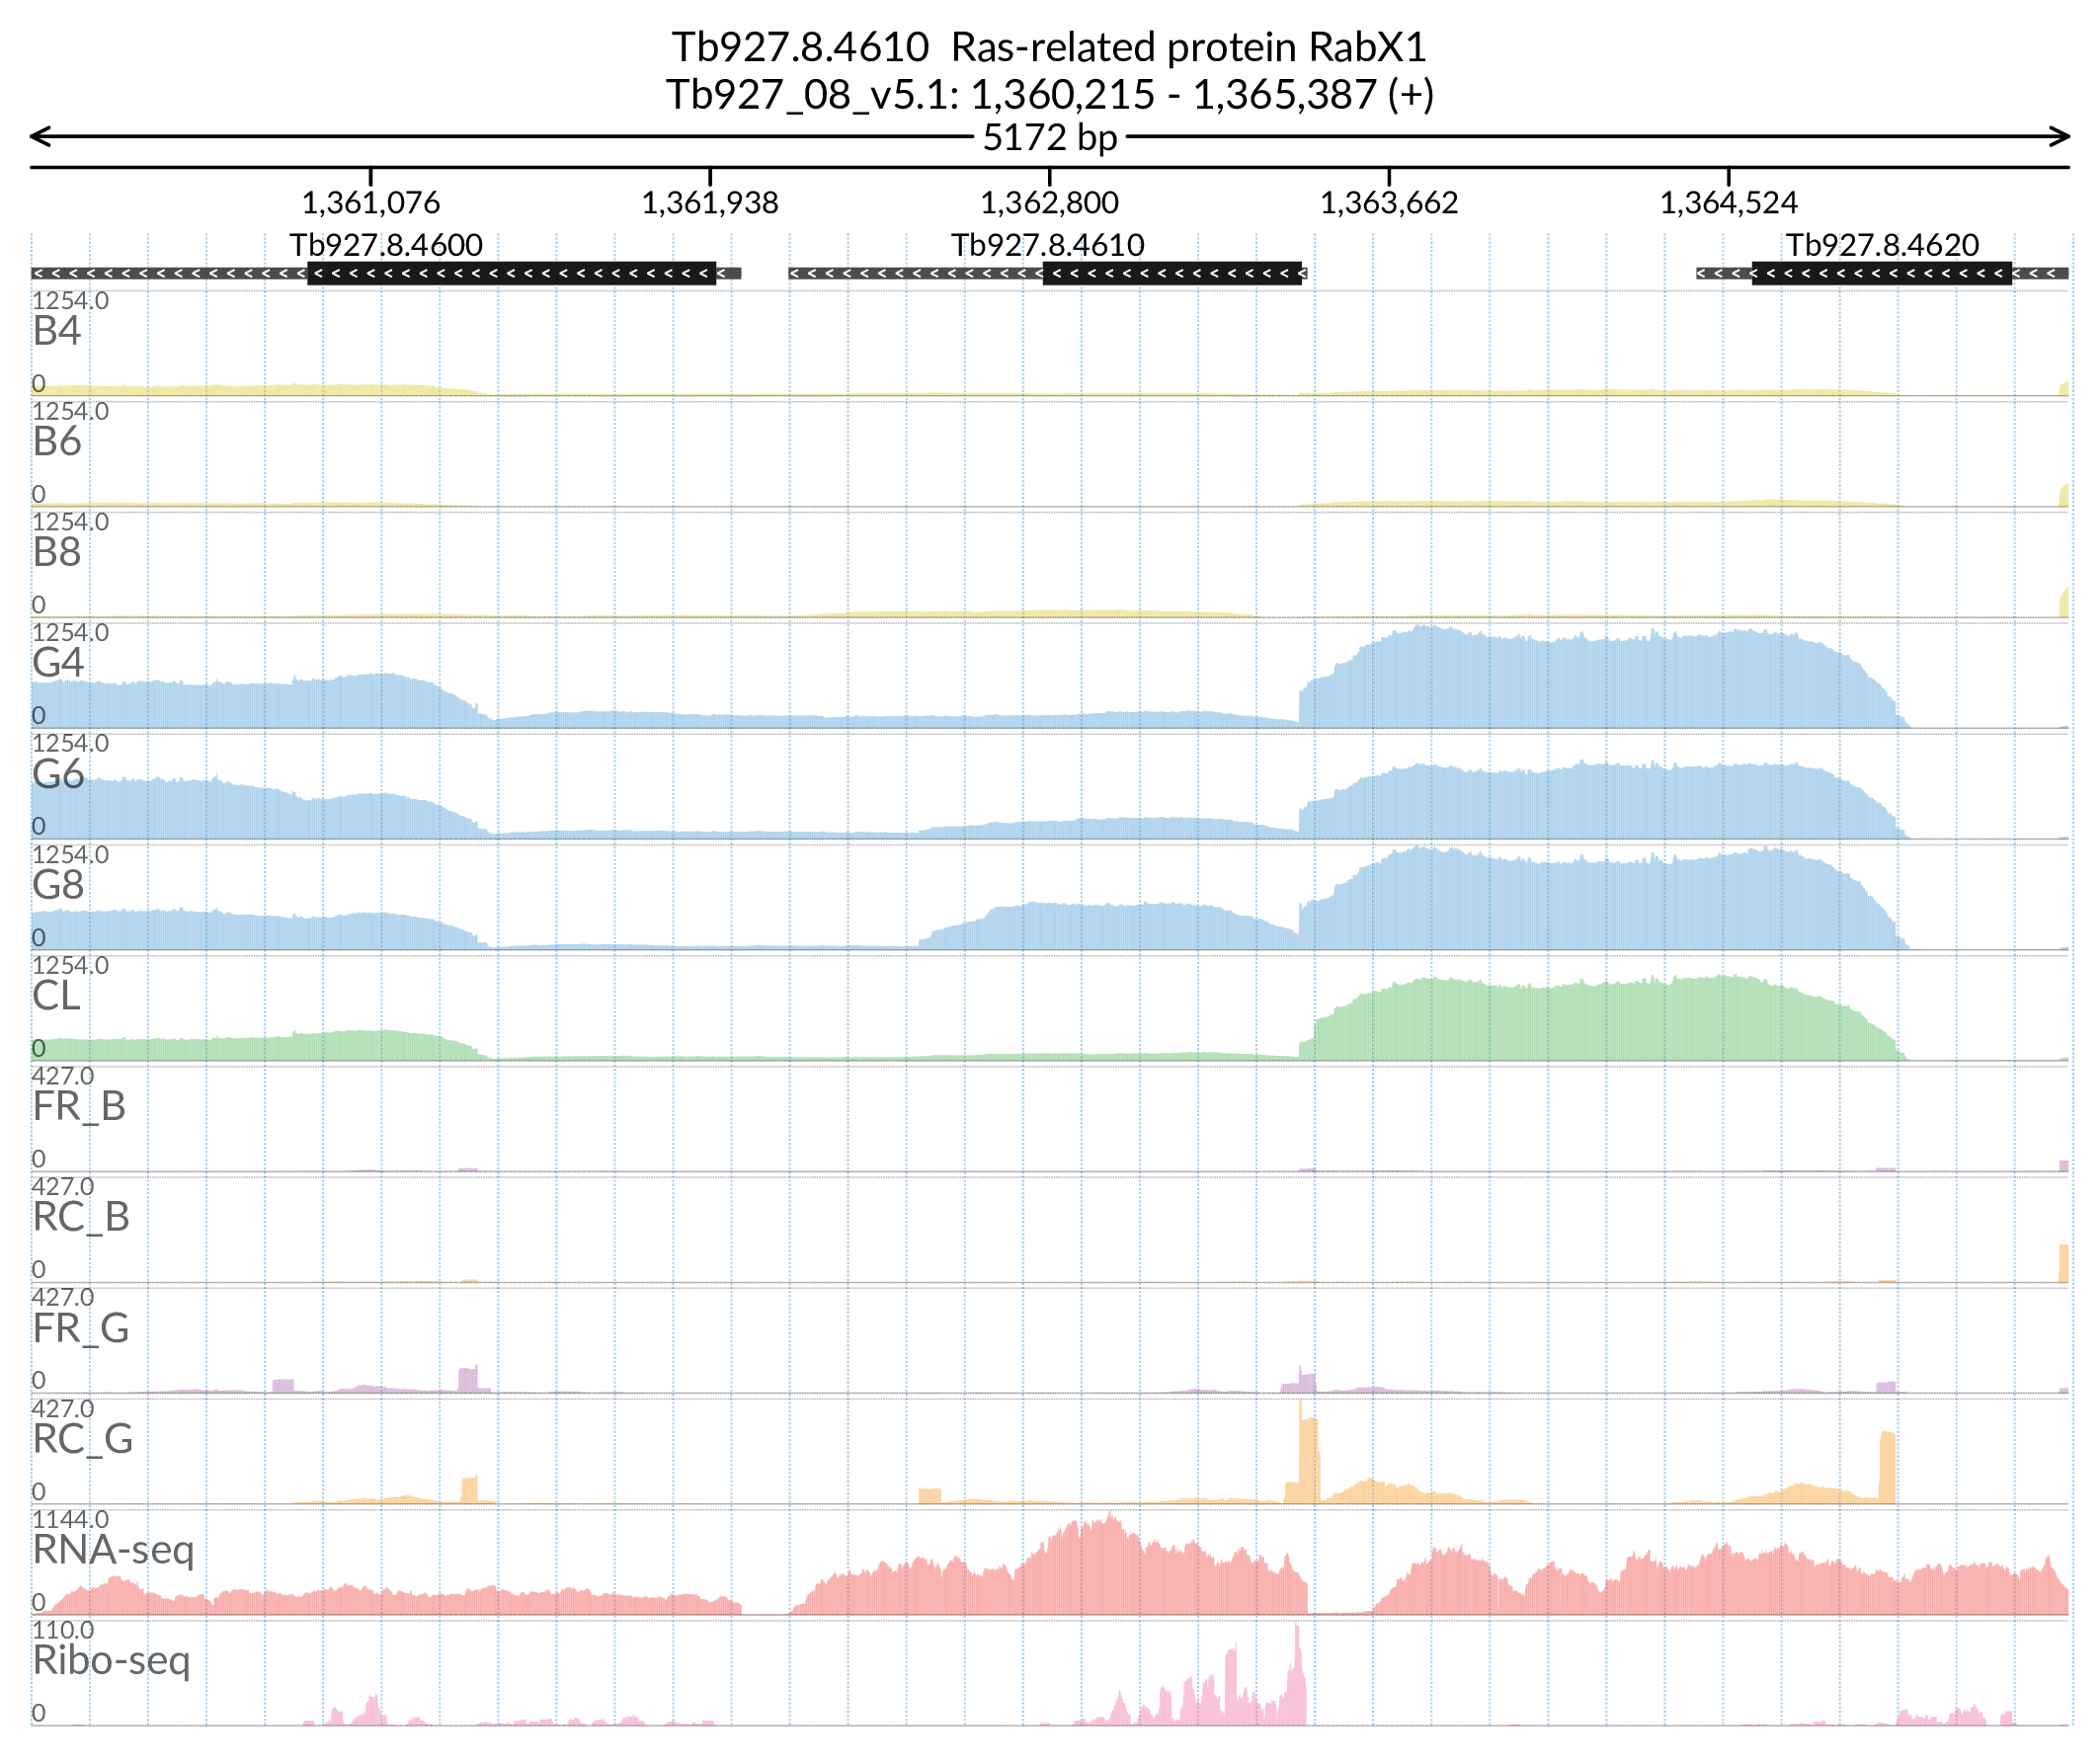 Tb927.8.4610  Ras-related protein RabX1
Tb927_08_v5.1: 1,360,215 - 1,365,387 (+)
5172 bp
1,361,076 1,361,938 1,362,800 1,363,662 1,364,524
Tb927.8.4600 Tb927.8.4610 Tb927.8.4620
1254.0
B4
0
1254.0
B6
0
1254.0
B8
0
1254.0
G4
0
1254.0
G6
0
1254.0
G8
0
1254.0
CL
0
427.0
FR_B
0
427.0
RC_B
0
427.0
FR_G
0
427.0
RC_G
0
1144.0
RNA-seq
0
110.0
Ribo-seq
0